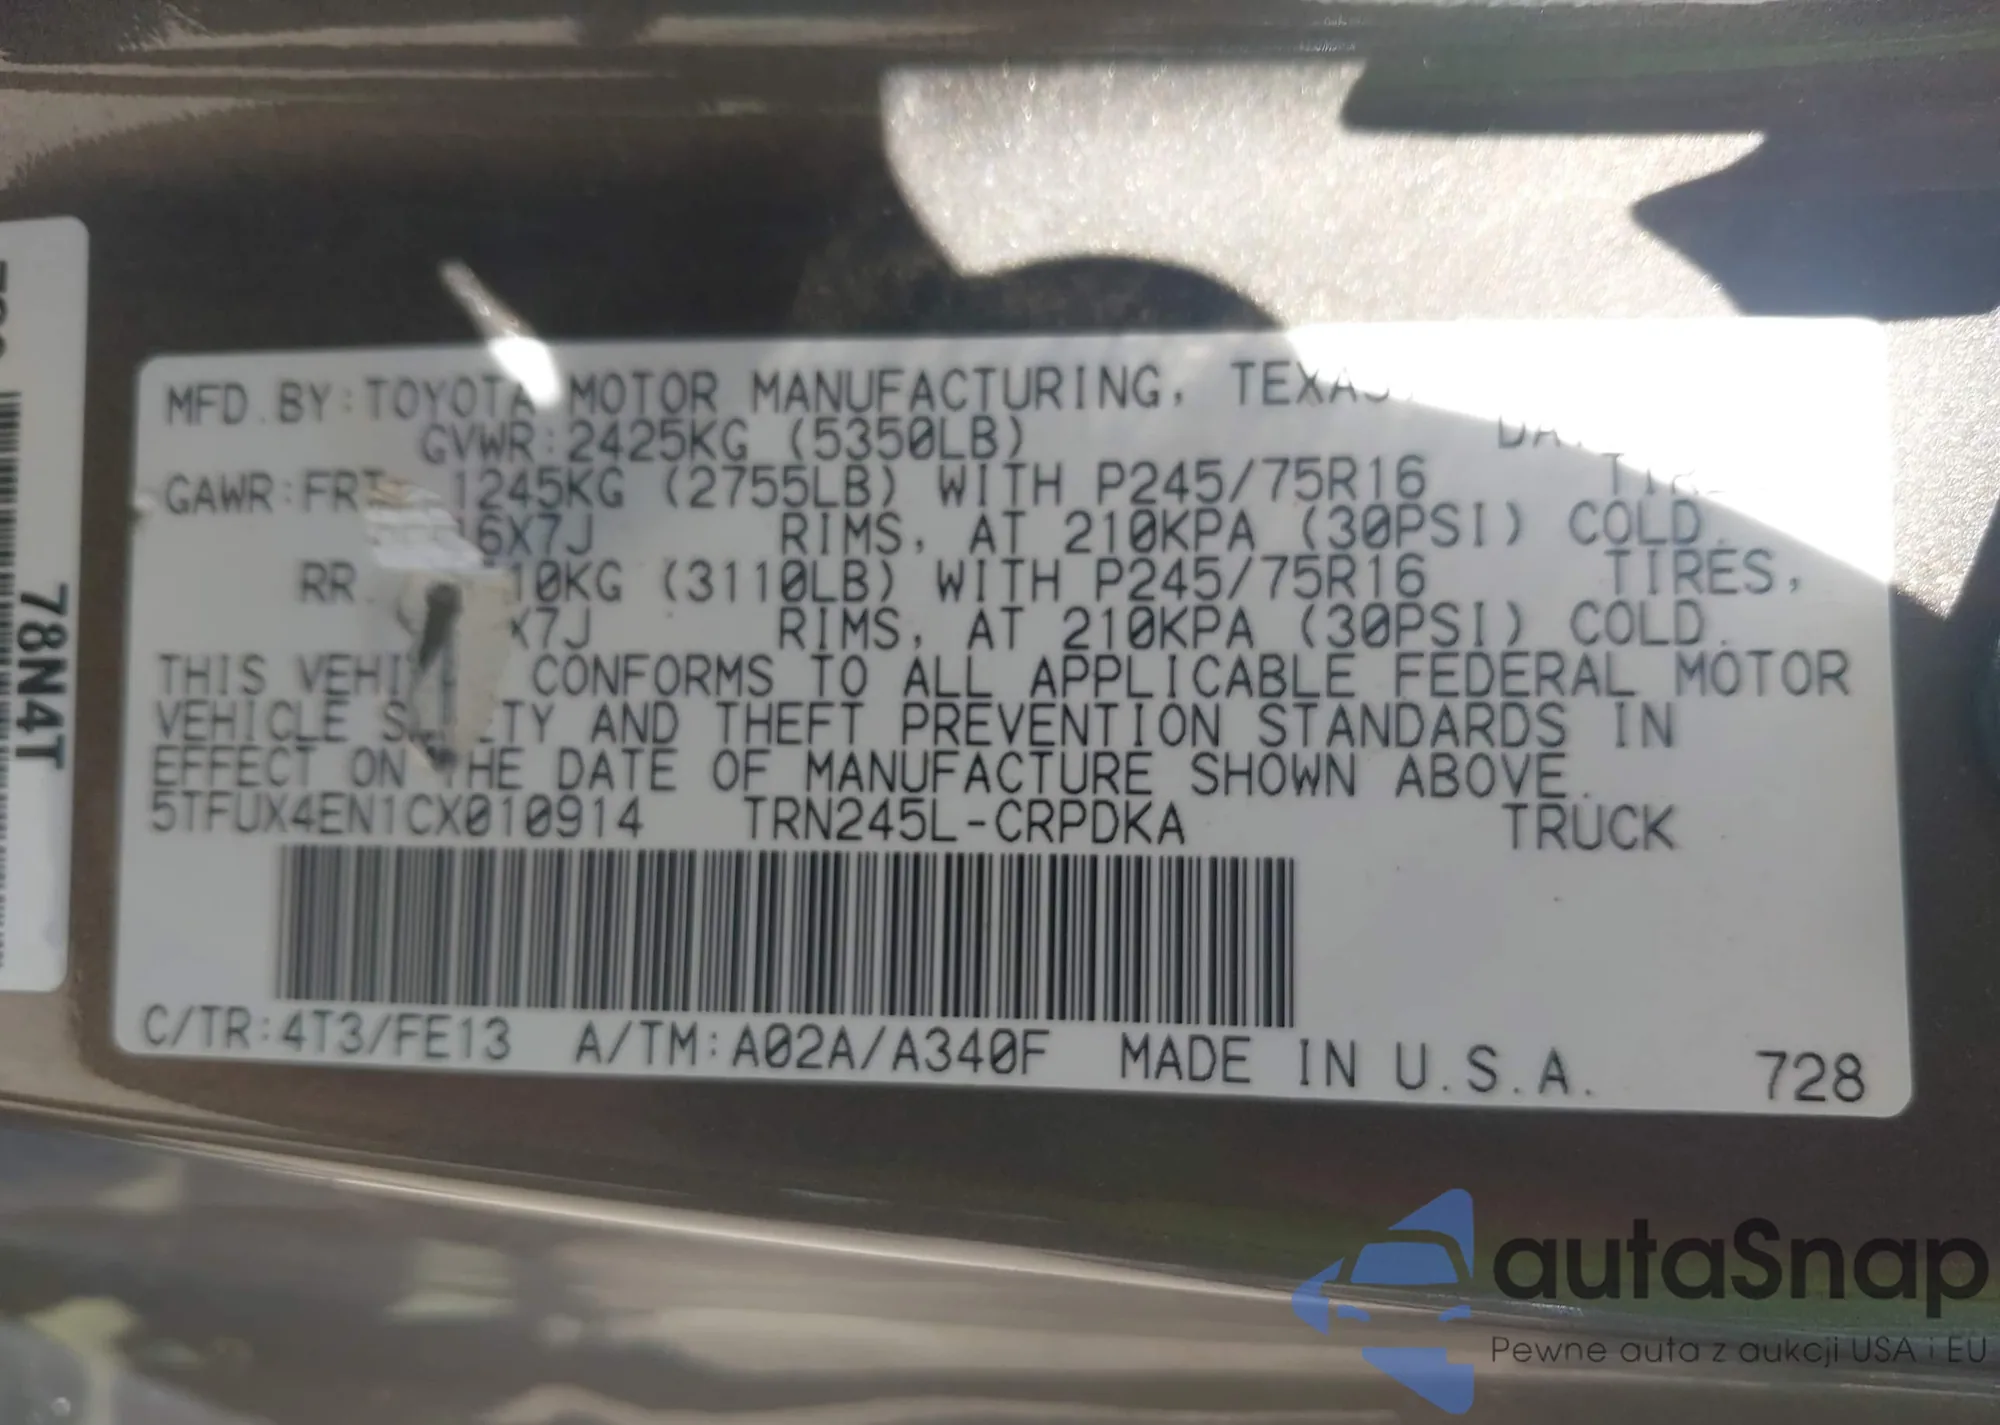 MFD.BY:TOYOTA MOTOR MANUFACTURING, TEXAS
GVWR:2425KG (5350LB)
GAWR:FRT 1245KG (2755LB) WITH P245/75R16
16X7J RIMS, AT 210KPA (30PSI) COLD.
RR (3110LB) WITH P245/75R16 TIRES,
X7J RIMS, AT 210KPA (30PSI) COLD.
THIS CONFORMS TO ALL APPLICABLE FEDERAL MOTOR
VEHICLE AND THEFT PREVENTION STANDARDS IN
EFFECT ON THE DATE OF MANUFACTURE SHOWN ABOVE.
5TFUX4EN1CX010914 TRN245L-CRPDKA TRUCK
C/TR:4T3/FE13 A/TM:A02A/A340F MADE IN U.S.A. 728
78N4T
autaSnap
Pewne auta z aukcji USA i EU